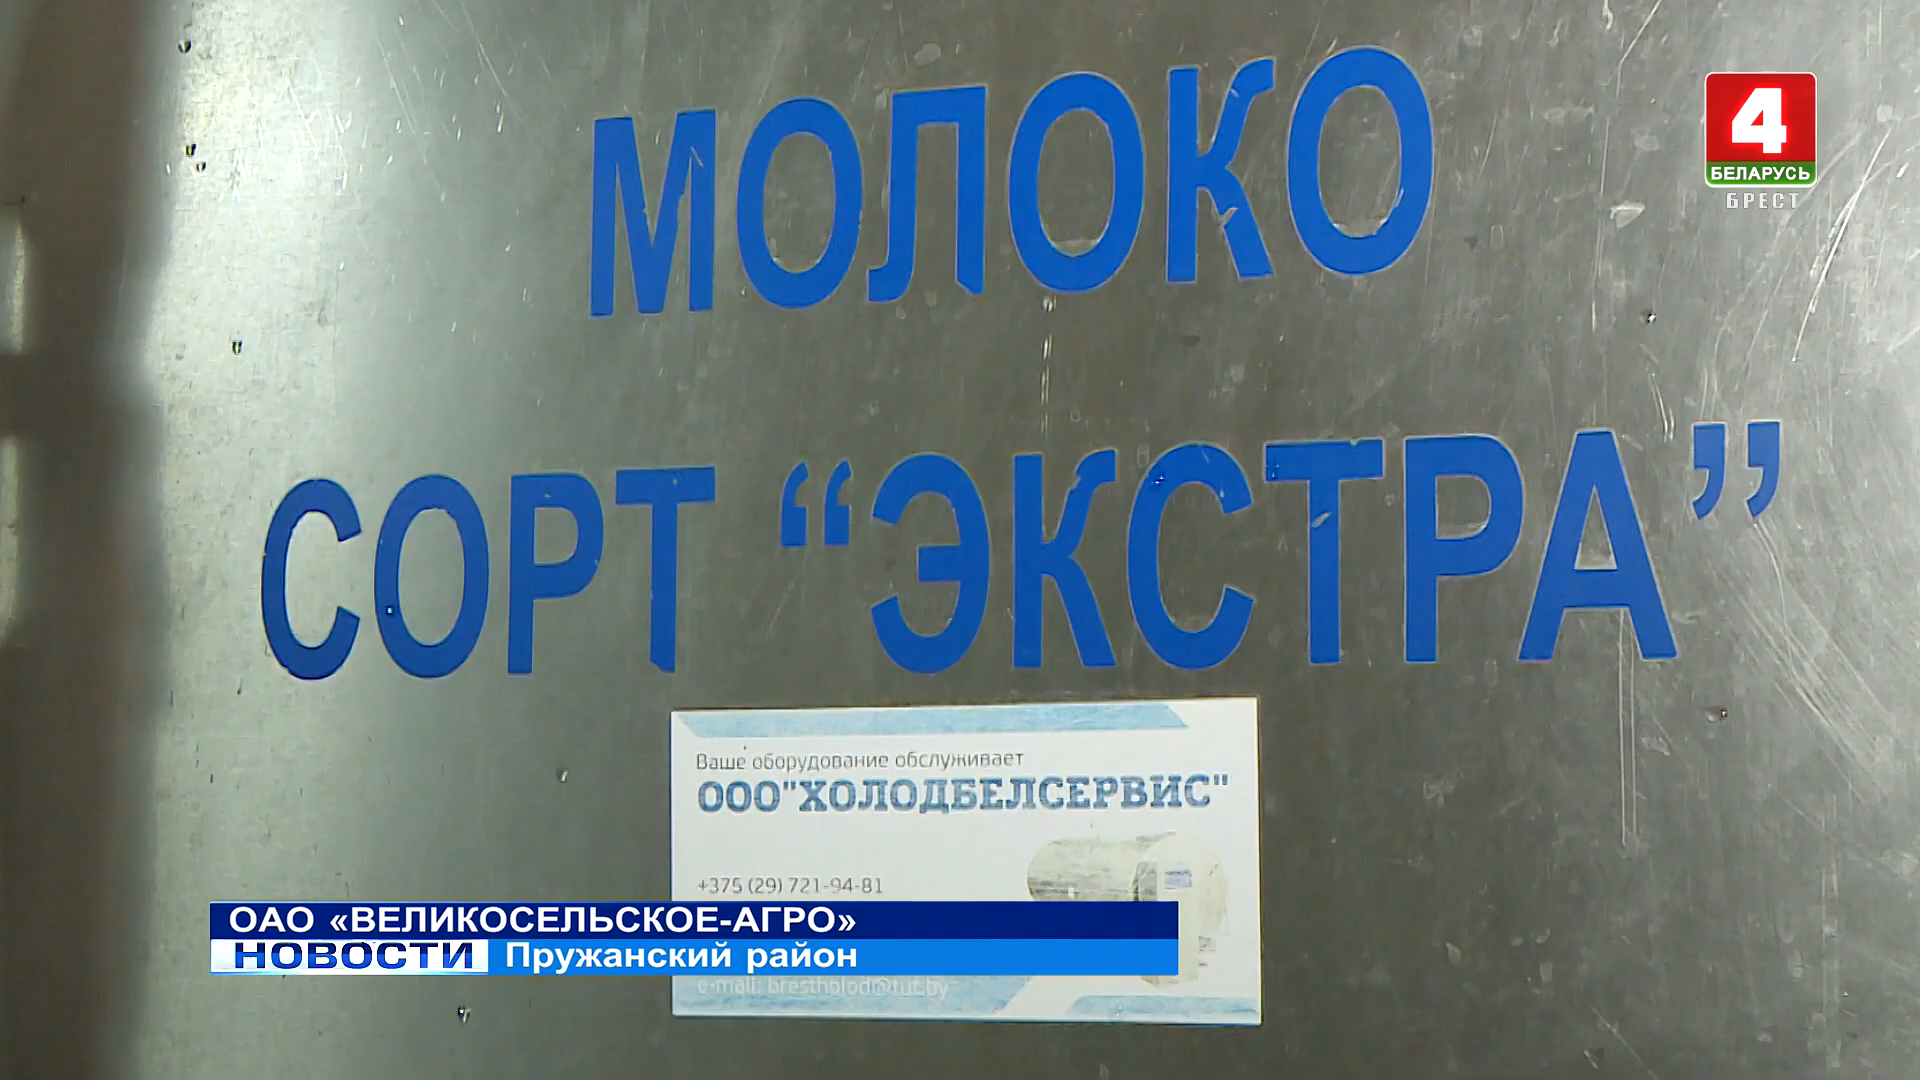 МОЛОКО
СОРТ “ЭКСТРА”
4
БЕЛАРУСЬ
БРЕСТ
Ваше оборудование обслуживает
ООО"ХОЛОДБЕЛСЕРВИС"
+375 (29) 721-94-81
ОАО «ВЕЛИКОСЕЛЬСКОЕ-АГРО»
НОВОСТИ Пружанский район
e-mail: brestholod@tut.by